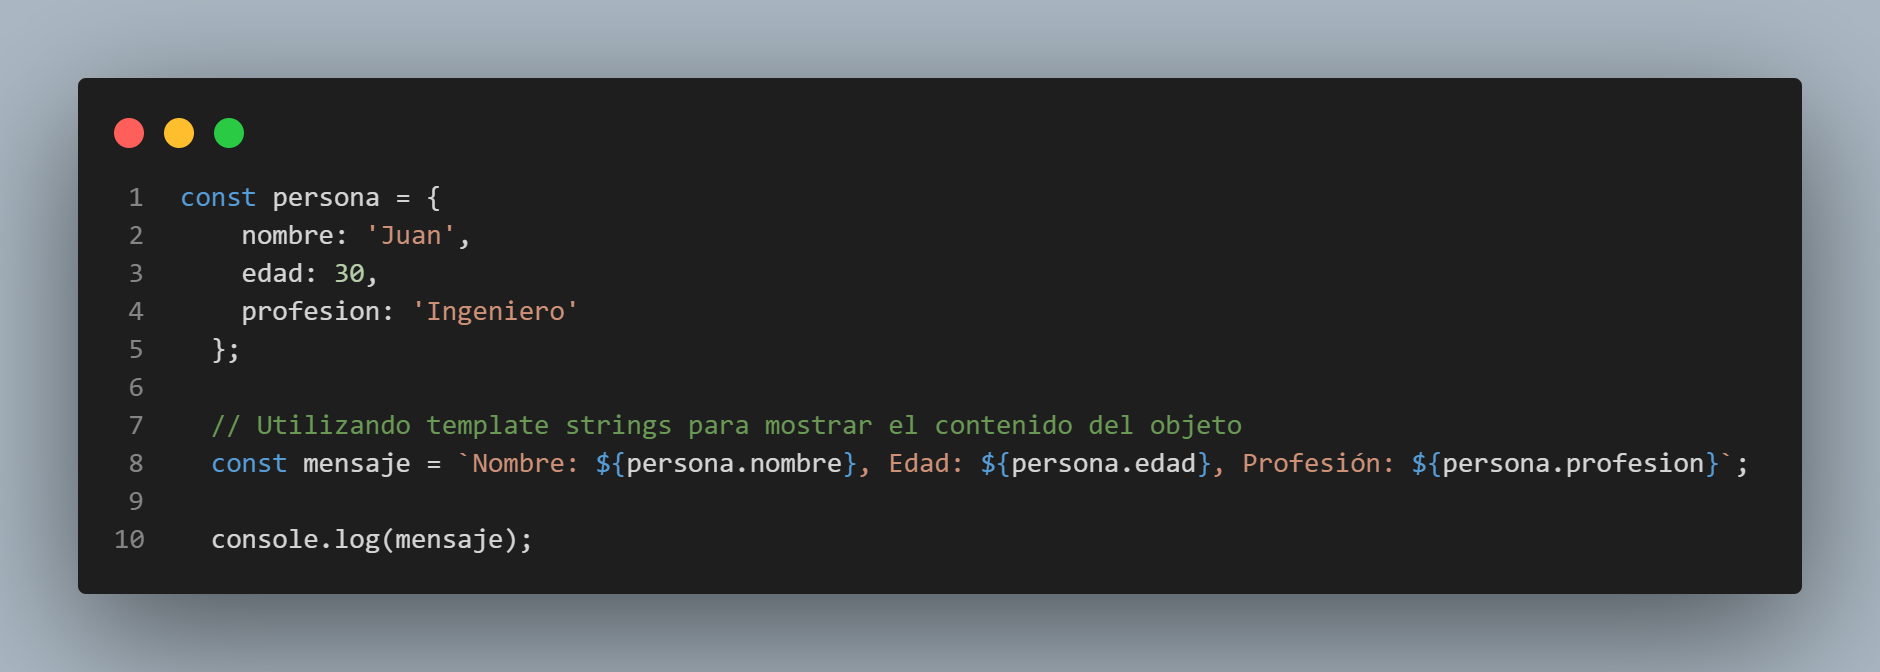 1 const persona = {
2 nombre: 'Juan',
3 edad: 30,
4 profesion: 'Ingeniero'
5 };
6
7 // Utilizando template strings para mostrar el contenido del objeto
8 const mensaje = `Nombre: ${persona.nombre}, Edad: ${persona.edad}, Profesión: ${persona.profesion}`;
9
10 console.log(mensaje);